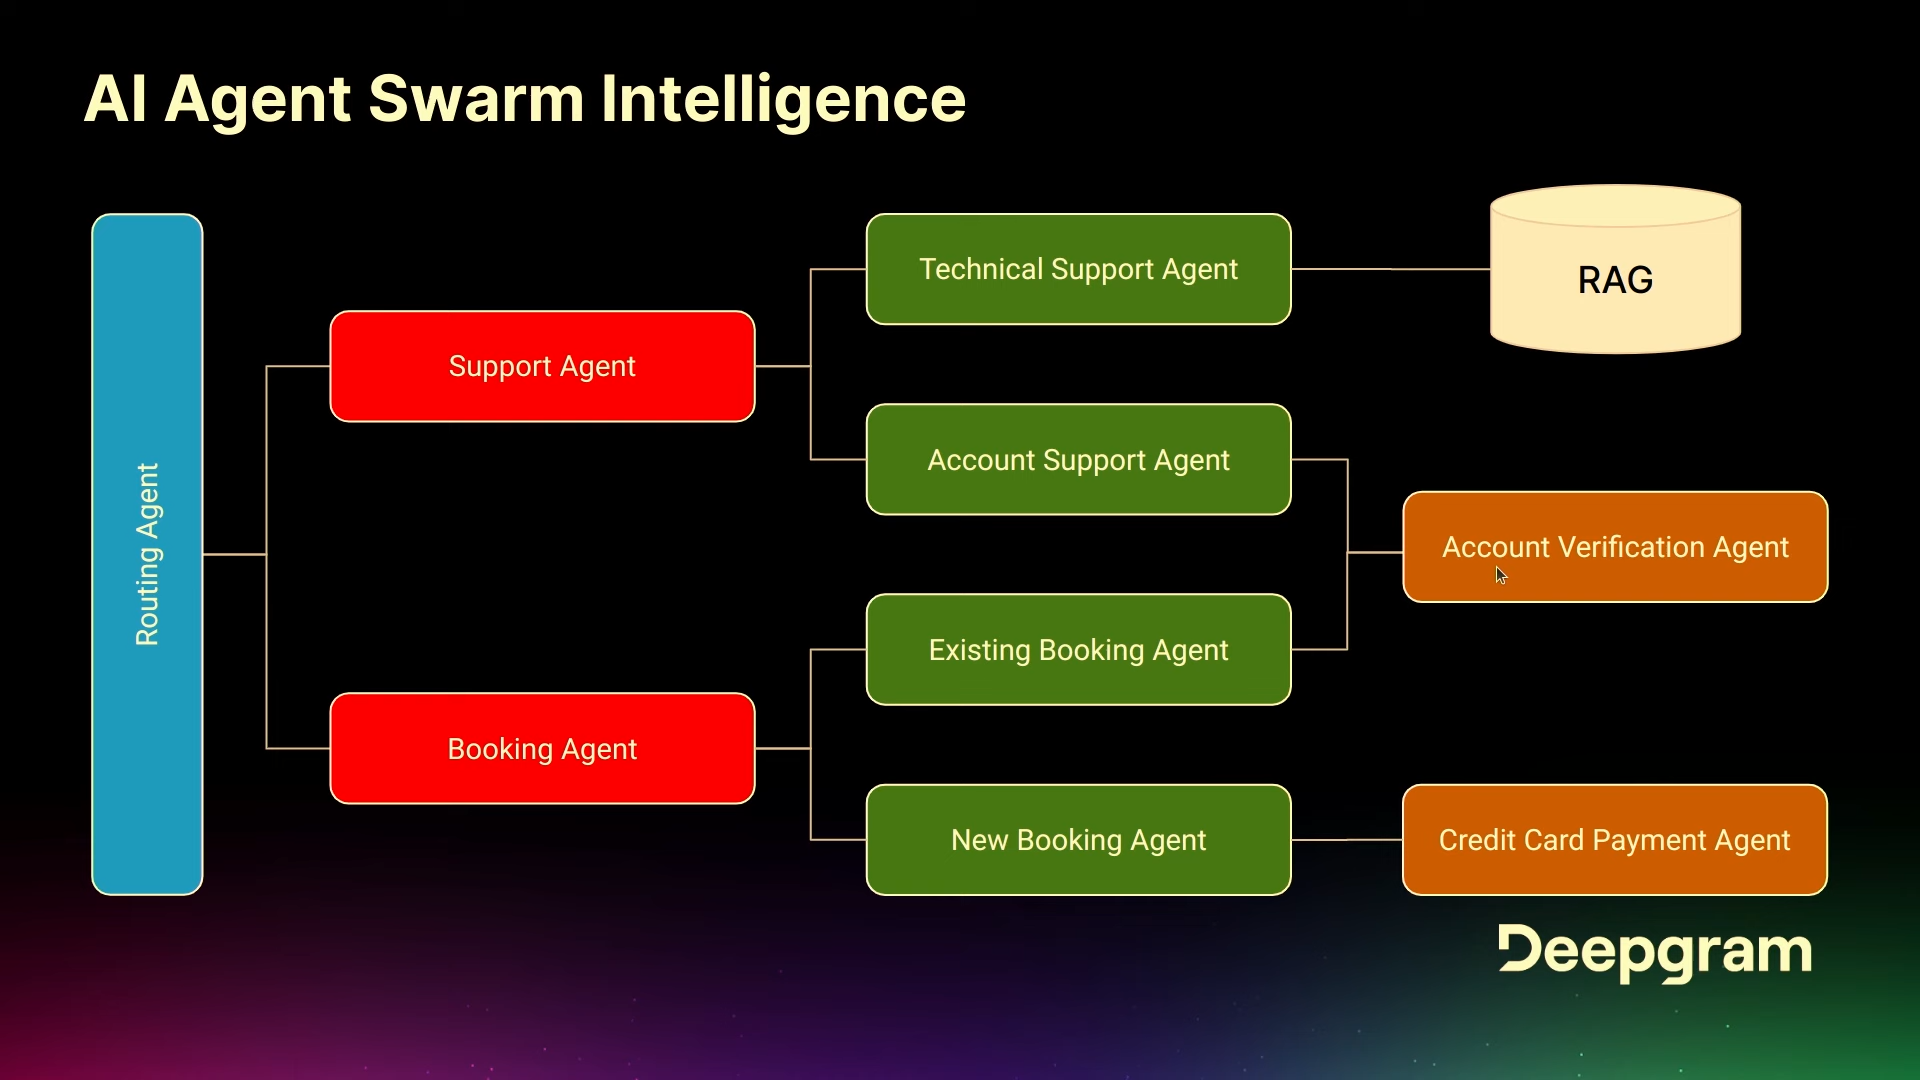 AI Agent Swarm Intelligence
Routing Agent
Support Agent
Booking Agent
Technical Support Agent
Account Support Agent
Existing Booking Agent
New Booking Agent
RAG
Account Verification Agent
Credit Card Payment Agent
Deepgram